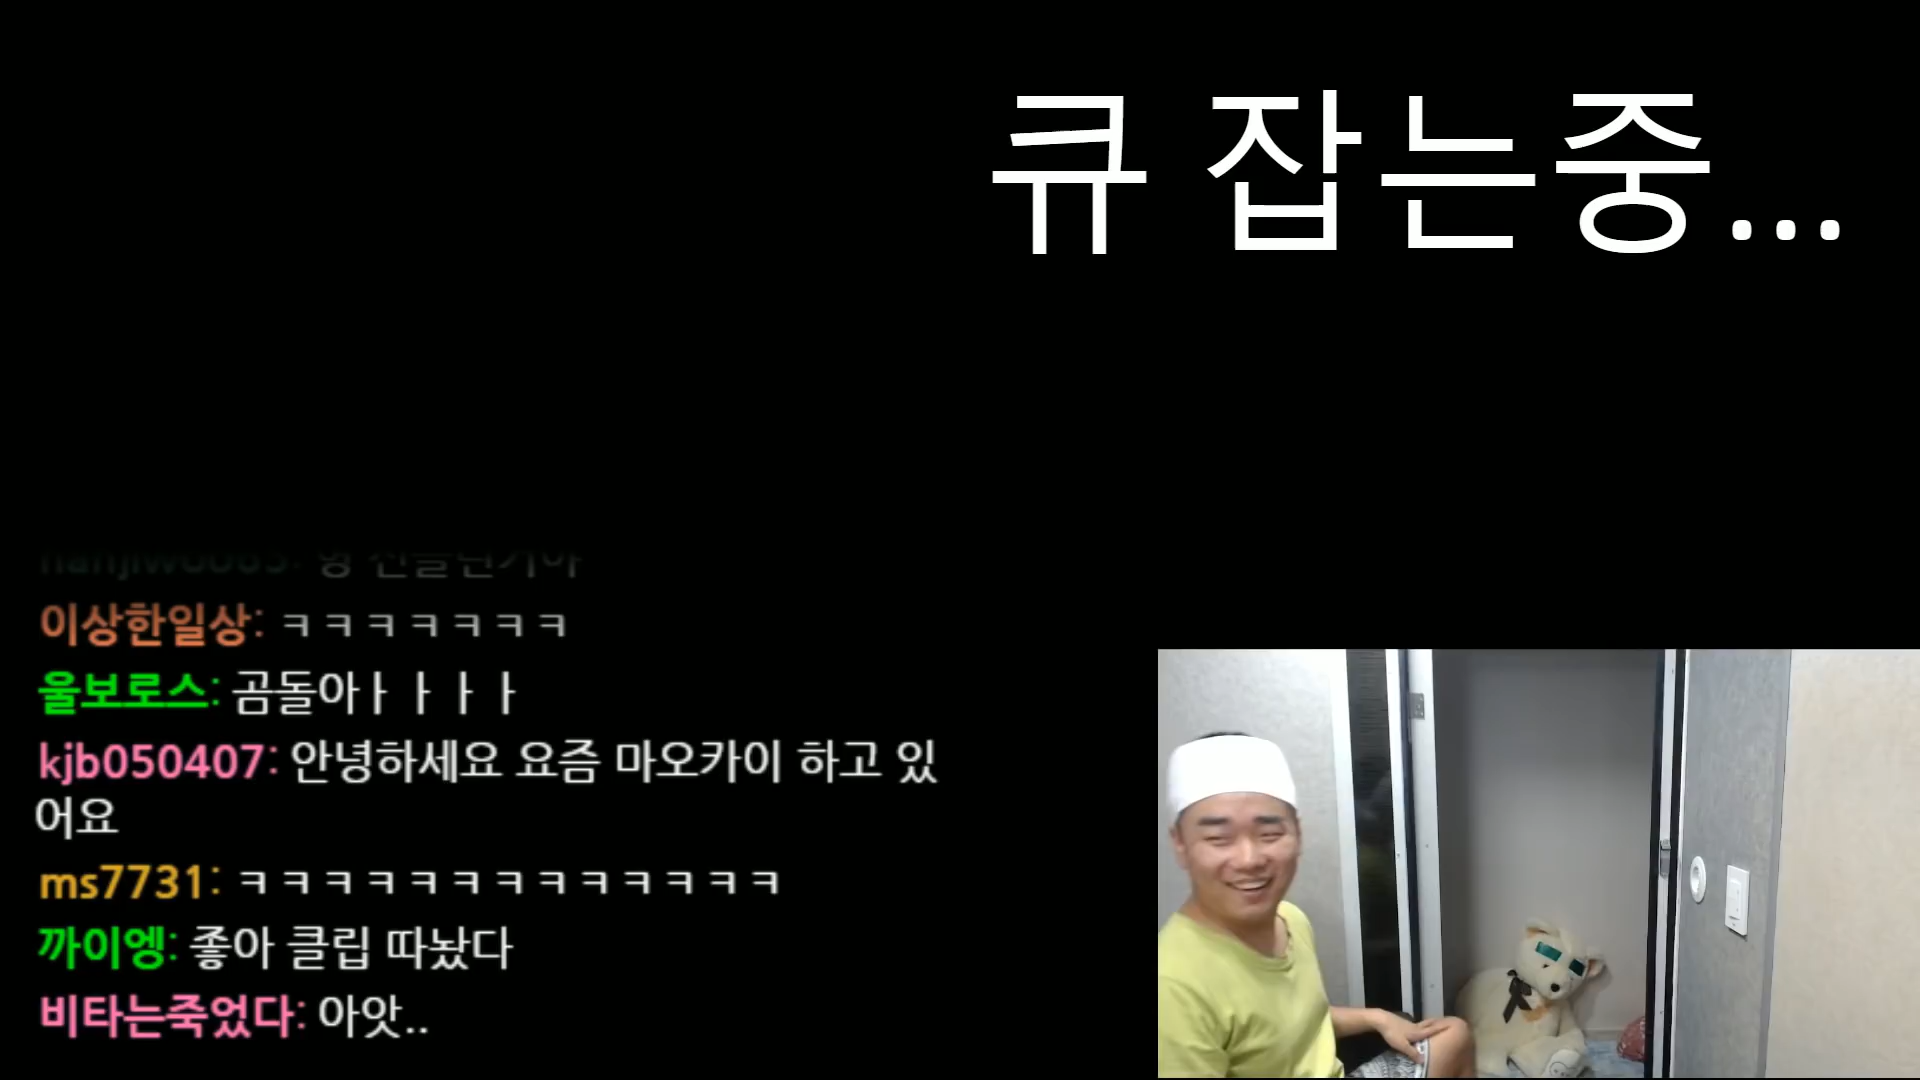 큐 잡는중...
이상한일상: ㅋㅋㅋㅋㅋㅋㅋ
울보로스: 곰돌아ㅏㅏㅏㅏ
kjb050407: 안녕하세요 요즘 마오카이 하고 있
어요
ms7731: ㅋㅋㅋㅋㅋㅋㅋㅋㅋㅋㅋㅋㅋ
까이엥: 좋아 클립 따놨다
비타는죽었다: 아앗..